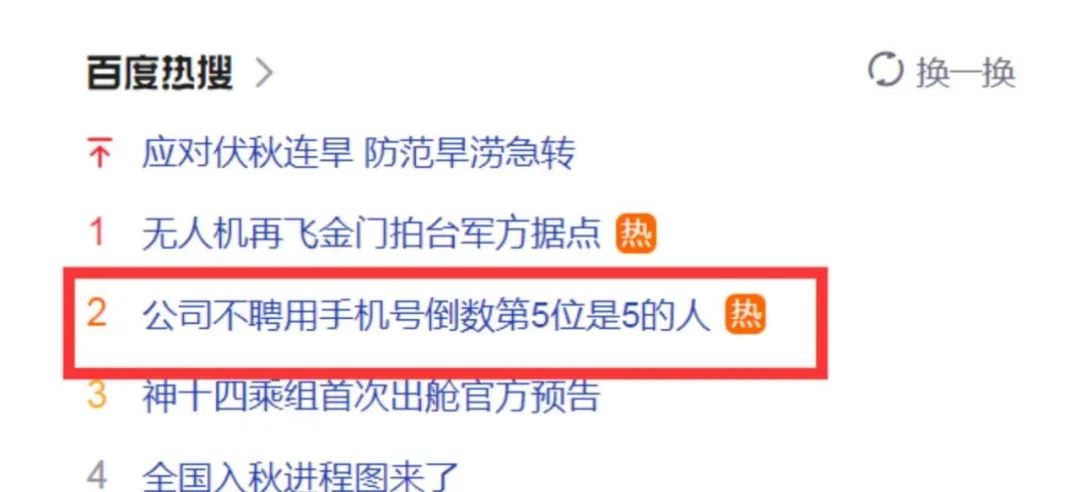 百度热搜 >
换一换
应对伏秋连旱 防范旱涝急转
1 无人机再飞金门拍台军方据点 热
2 公司不聘用手机号倒数第5位是5的人 热
3 神十四乘组首次出舱官方预告
4 全国入秋进程图来了